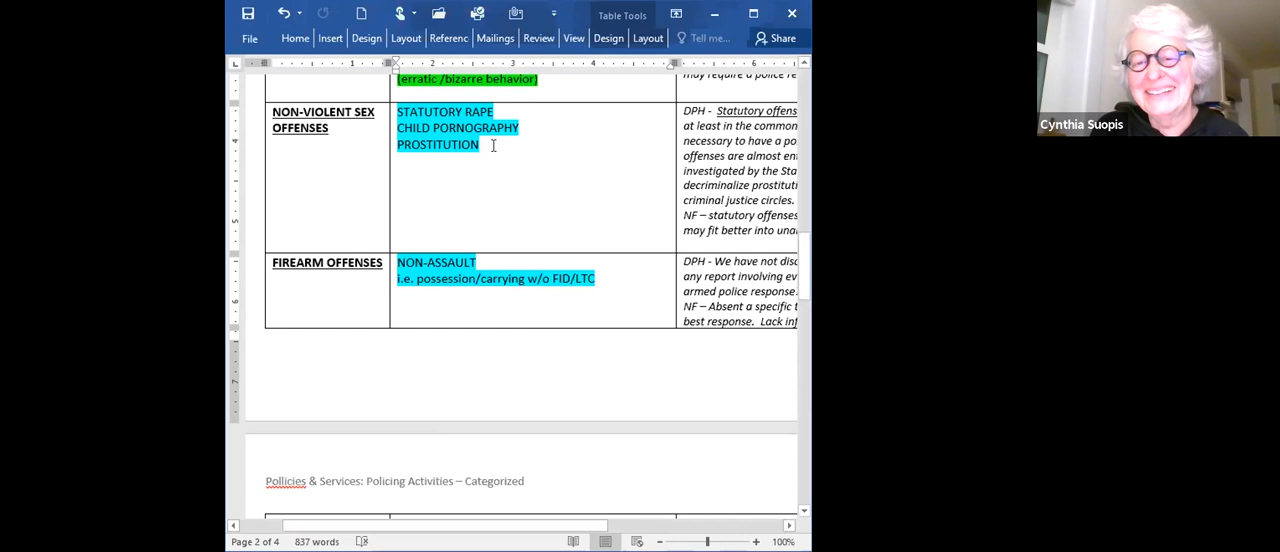 Table Tools
File Home Insert Design Layout Referenc Mailings Review View Design Layout Tell me... Share
1 2 3 4 6
(erratic /bizarre behavior)
may require a police re
NON-VIOLENT SEX OFFENSES
STATUTORY RAPE
CHILD PORNOGRAPHY
PROSTITUTION
DPH - Statutory offens
at least in the common
necessary to have a po
offenses are almost en
investigated by the Sta
decriminalize prostituti
criminal justice circles.
NF – statutory offenses
may fit better into una
FIREARM OFFENSES
NON-ASSAULT
i.e. possession/carrying w/o FID/LTC
DPH - We have not disc
any report involving ev
armed police response.
NF – Absent a specific t
best response. Lack inf
Pollicies & Services: Policing Activities – Categorized
Page 2 of 4 837 words 100%
Cynthia Suopis